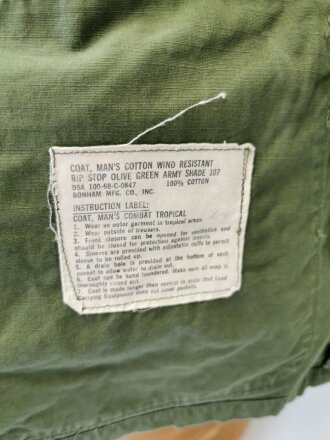 COAT, MAN'S COTTON WIND RESISTANT
RIP STOP OLIVE GREEN ARMY SHADE 107
DSA 100-68-C-0847 100% COTTON
BONHAM MFG. CO., INC.
INSTRUCTION LABEL:
COAT, MAN'S COMBAT TROPICAL
1. Wear as outer garment in tropical areas.
2. Wear outside of trousers.
3. Front closure can be opened for ventilation and
should be closed for protection against insects.
4. Sleeves are provided with adjustable cuffs to permit
sleeve to be rolled up.
5. A drain hole is provided at the bottom of each
pocket to allow water to drain out.
6. Coat can be hand laundered. Make sure all soap is
thoroughly rinsed out.
7. Coat is made longer than normal in order that Load
Carrying Equipment does not cover pockets.